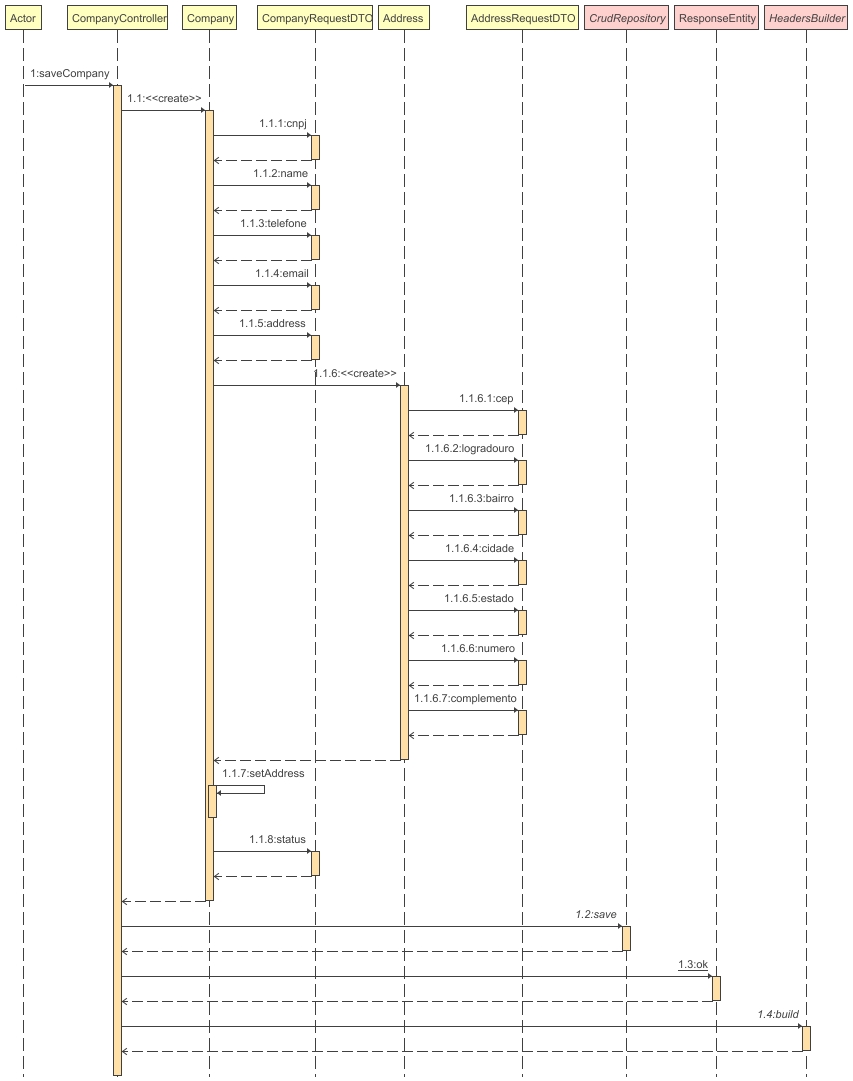 Actor
CompanyController
Company
CompanyRequestDTO
Address
AddressRequestDTO
CrudRepository
ResponseEntity
HeadersBuilder
1:saveCompany
1.1:<<create>>
1.1.1:cnpj
1.1.2:name
1.1.3:telefone
1.1.4:email
1.1.5:address
1.1.6:<<create>>
1.1.6.1:cep
1.1.6.2:logradouro
1.1.6.3:bairro
1.1.6.4:cidade
1.1.6.5:estado
1.1.6.6:numero
1.1.6.7:complemento
1.1.7:setAddress
1.1.8:status
1.2:save
1.3:ok
1.4:build